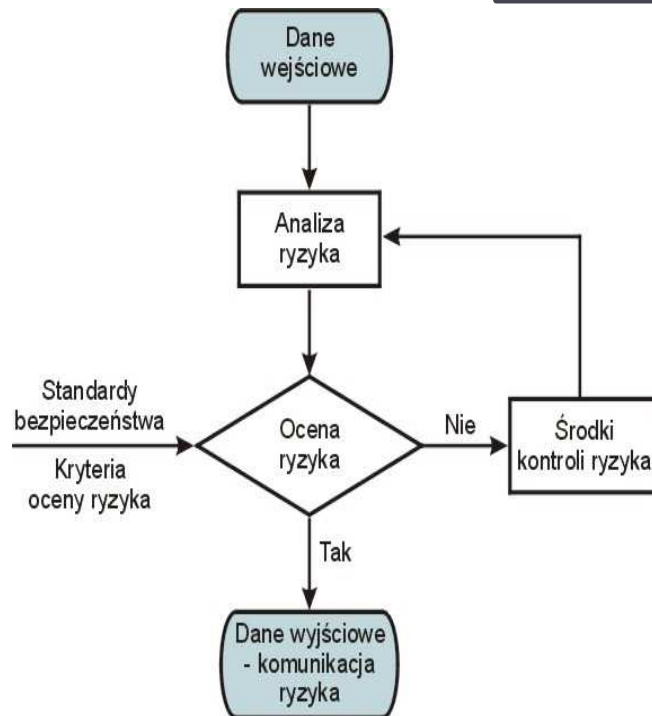 Dane
wejściowe
Analiza
ryzyka
Standardy
bezpieczeństwa
Kryteria
oceny ryzyka
Ocena
ryzyka
Nie
Środki
kontroli ryzyka
Tak
Dane wyjściowe
- komunikacja
ryzyka